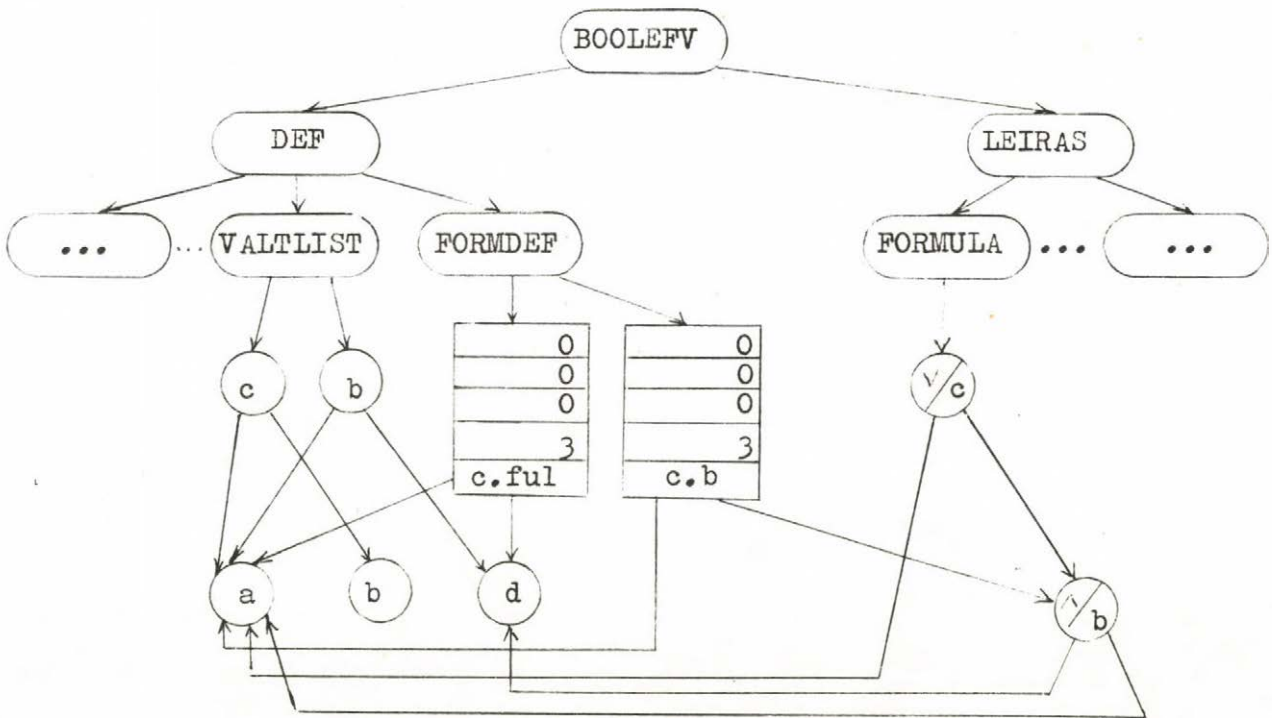 BOOLEFV
DEF
LEIRAS
...
...
VALTLIST
FORMDEF
FORMULA
...
...
0
0
0
0
0
0
c
b
c
3
3
c.ful
c.b
a
b
d
b